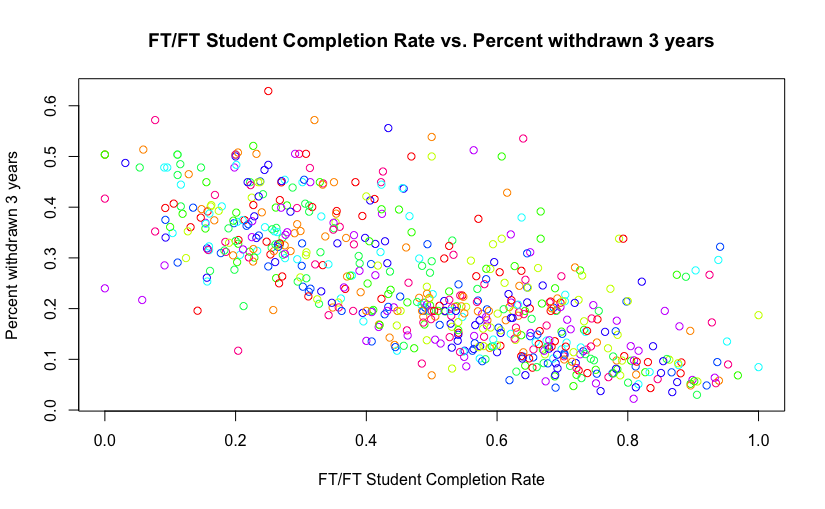 FT/FT Student Completion Rate vs. Percent withdrawn 3 years
Percent withdrawn 3 years
0.6
0.5
0.4
0.3
0.2
0.1
0.0
0.0 0.2 0.4 0.6 0.8 1.0
FT/FT Student Completion Rate